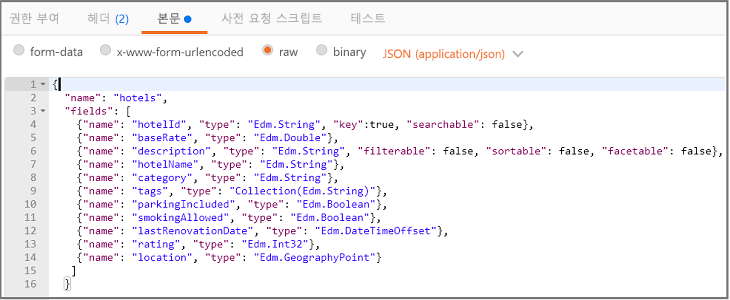 권한 부여 헤더 (2) 본문 사전 요청 스크립트 테스트
form-data x-www-form-urlencoded raw binary JSON (application/json)
1 {
2 "name": "hotels",
3 "fields": [
4 {"name": "hotelId", "type": "Edm.String", "key":true, "searchable": false},
5 {"name": "baseRate", "type": "Edm.Double"},
6 {"name": "description", "type": "Edm.String", "filterable": false, "sortable": false, "facetable": false},
7 {"name": "hotelName", "type": "Edm.String"},
8 {"name": "category", "type": "Edm.String"},
9 {"name": "tags", "type": "Collection(Edm.String)"},
10 {"name": "parkingIncluded", "type": "Edm.Boolean"},
11 {"name": "smokingAllowed", "type": "Edm.Boolean"},
12 {"name": "lastRenovationDate", "type": "Edm.DateTimeOffset"},
13 {"name": "rating", "type": "Edm.Int32"},
14 {"name": "location", "type": "Edm.GeographyPoint"}
15 ]
16 }